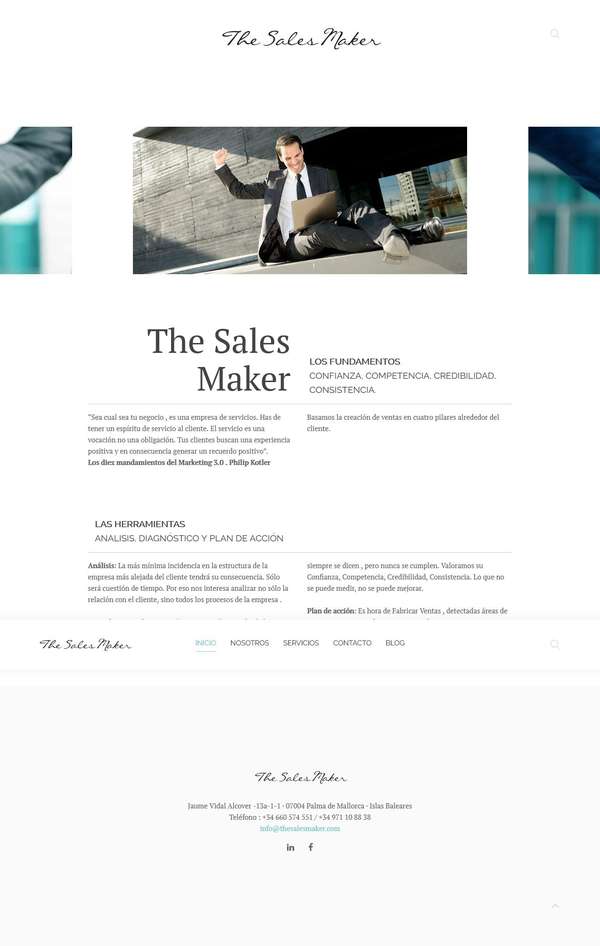 The Sales Maker
The Sales
Maker
LOS FUNDAMENTOS
CONFIANZA, COMPETENCIA. CREDIBILIDAD.
CONSISTENCIA.
"Sea cual sea tu negocio , es una empresa de servicios. Has de
tener un espíritu de servicio al cliente. El servicio es una
vocación no una obligación. Tus clientes buscan una experiencia
positiva y en consecuencia generar un recuerdo positivo".
Los diez mandamientos del Marketing 3.0 . Philip Kotler
Basamos la creación de ventas en cuatro pilares alrededor del
cliente.
LAS HERRAMIENTAS
ANALISIS, DIAGNÓSTICO Y PLAN DE ACCIÓN
Análisis: La más mínima incidencia en la estructura de la
empresa más alejada del cliente tendrá su consecuencia. Sólo
será cuestión de tiempo. Por eso nos interesa analizar no sólo la
relación con el cliente, sino todos los procesos de la empresa .
siempre se dicen , pero nunca se cumplen. Valoramos su
Confianza, Competencia, Credibilidad, Consistencia. Lo que no
se puede medir, no se puede mejorar.
Plan de acción: Es hora de Fabricar Ventas , detectadas áreas de
The Sales Maker
INICIO NOSOTROS SERVICIOS CONTACTO BLOG
The Sales Maker
Jaume Vidal Alcover -13a-1-1 · 07004 Palma de Mallorca - Islas Baleares
Teléfono : +34 660 574 551 / +34 971 10 88 38
info@thesalesmaker.com